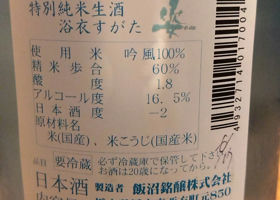 特別純米生酒
浴衣すがた
姿
使用米 吟風100%
精米歩合 60%
酸度 1.8
アルコール度 16.5%
日本酒度 −2
原材料名
米(国産)、米こうじ(国産米)
品目 要冷蔵 必ず冷蔵庫で保管して下さ
お酒は20歳になってから。
日本酒 製造者 飯沼銘醸株式会社
850
4932714017004